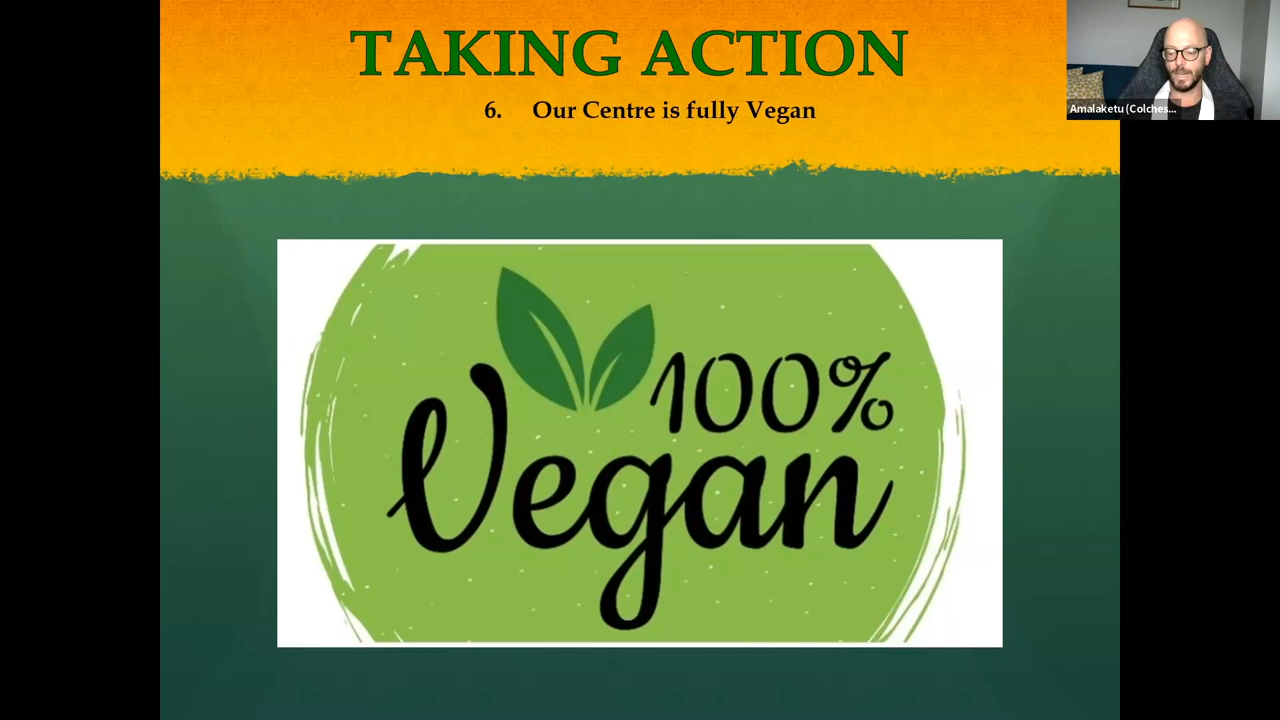 TAKING ACTION
6. Our Centre is fully Vegan
Amalaketu (Colches...
100%
Vegan